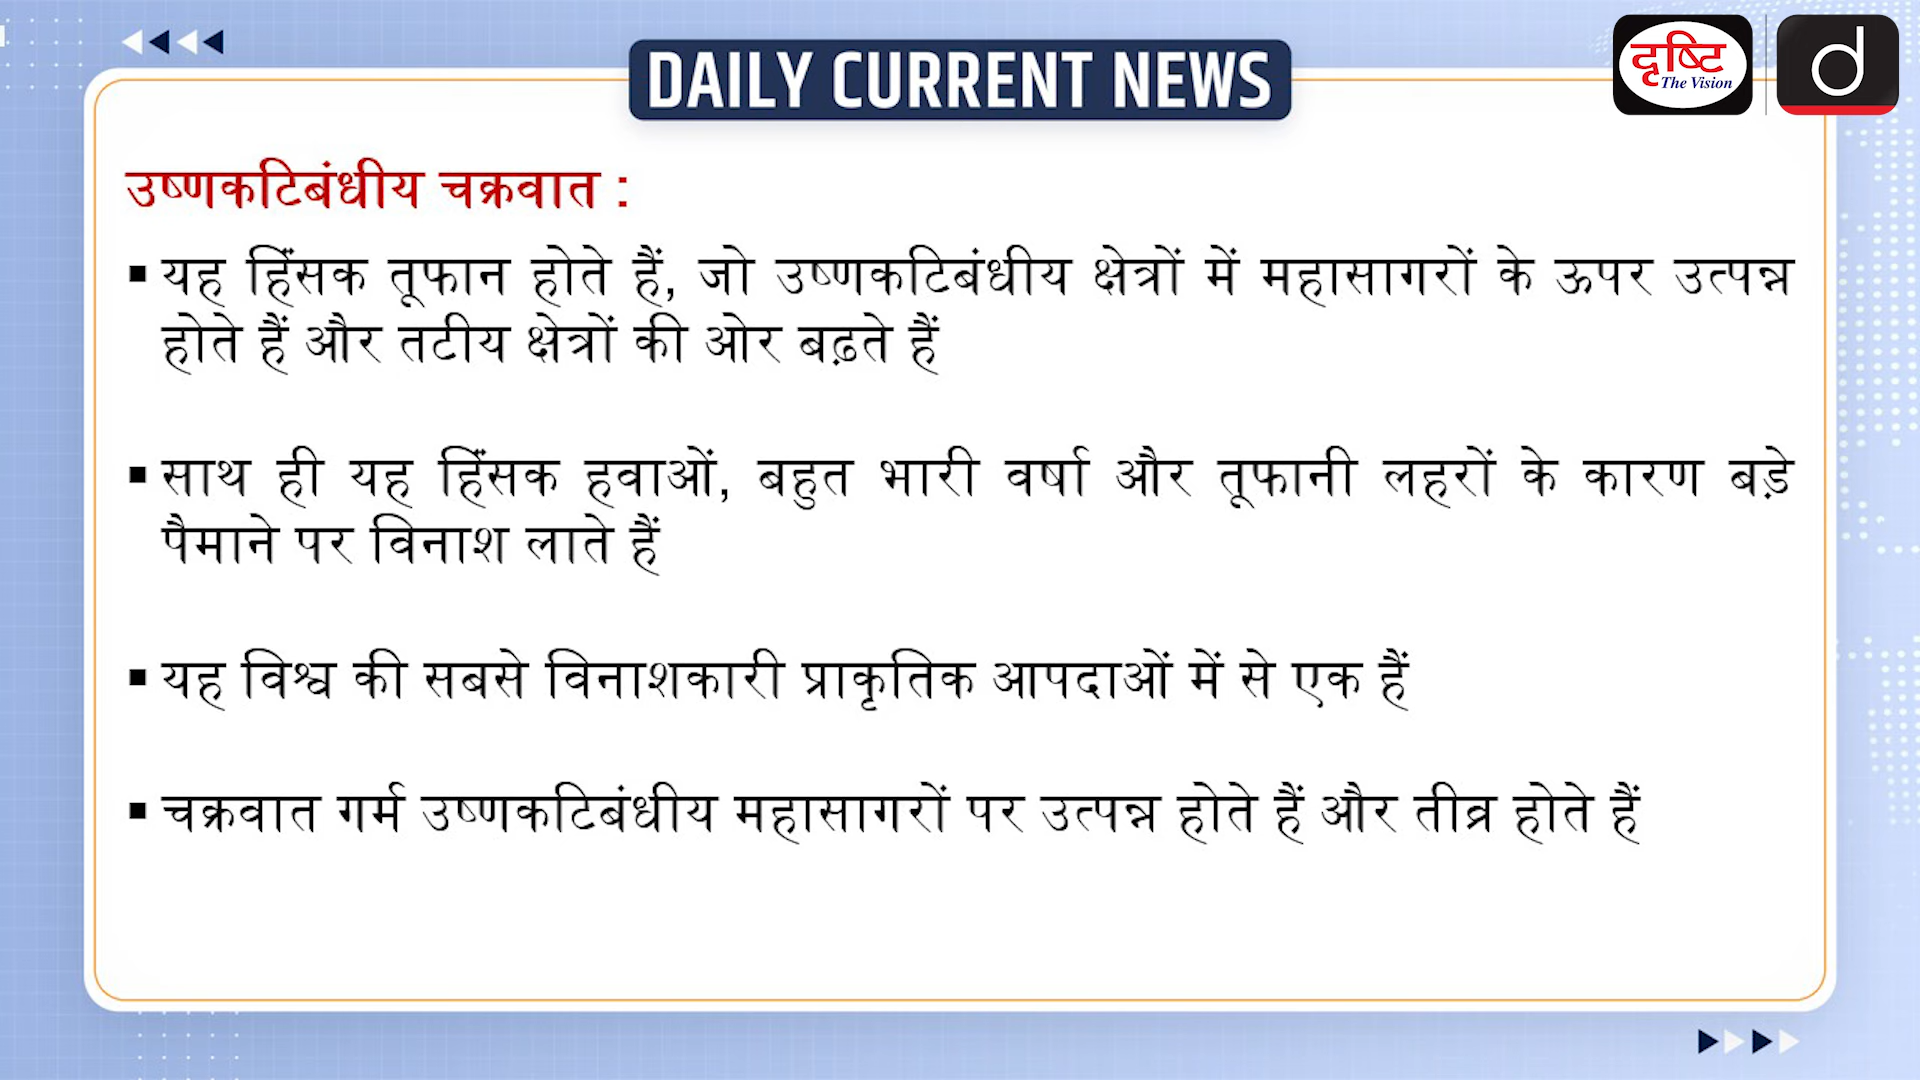 DAILY CURRENT NEWS
दृष्टि
The Vision
d
उष्णकटिबंधीय चक्रवात :
▪ यह हिंसक तूफान होते हैं, जो उष्णकटिबंधीय क्षेत्रों में महासागरों के ऊपर उत्पन्न
होते हैं और तटीय क्षेत्रों की ओर बढ़ते हैं
▪ साथ ही यह हिंसक हवाओं, बहुत भारी वर्षा और तूफानी लहरों के कारण बड़े
पैमाने पर विनाश लाते हैं
▪ यह विश्व की सबसे विनाशकारी प्राकृतिक आपदाओं में से एक हैं
▪ चक्रवात गर्म उष्णकटिबंधीय महासागरों पर उत्पन्न होते हैं और तीव्र होते हैं